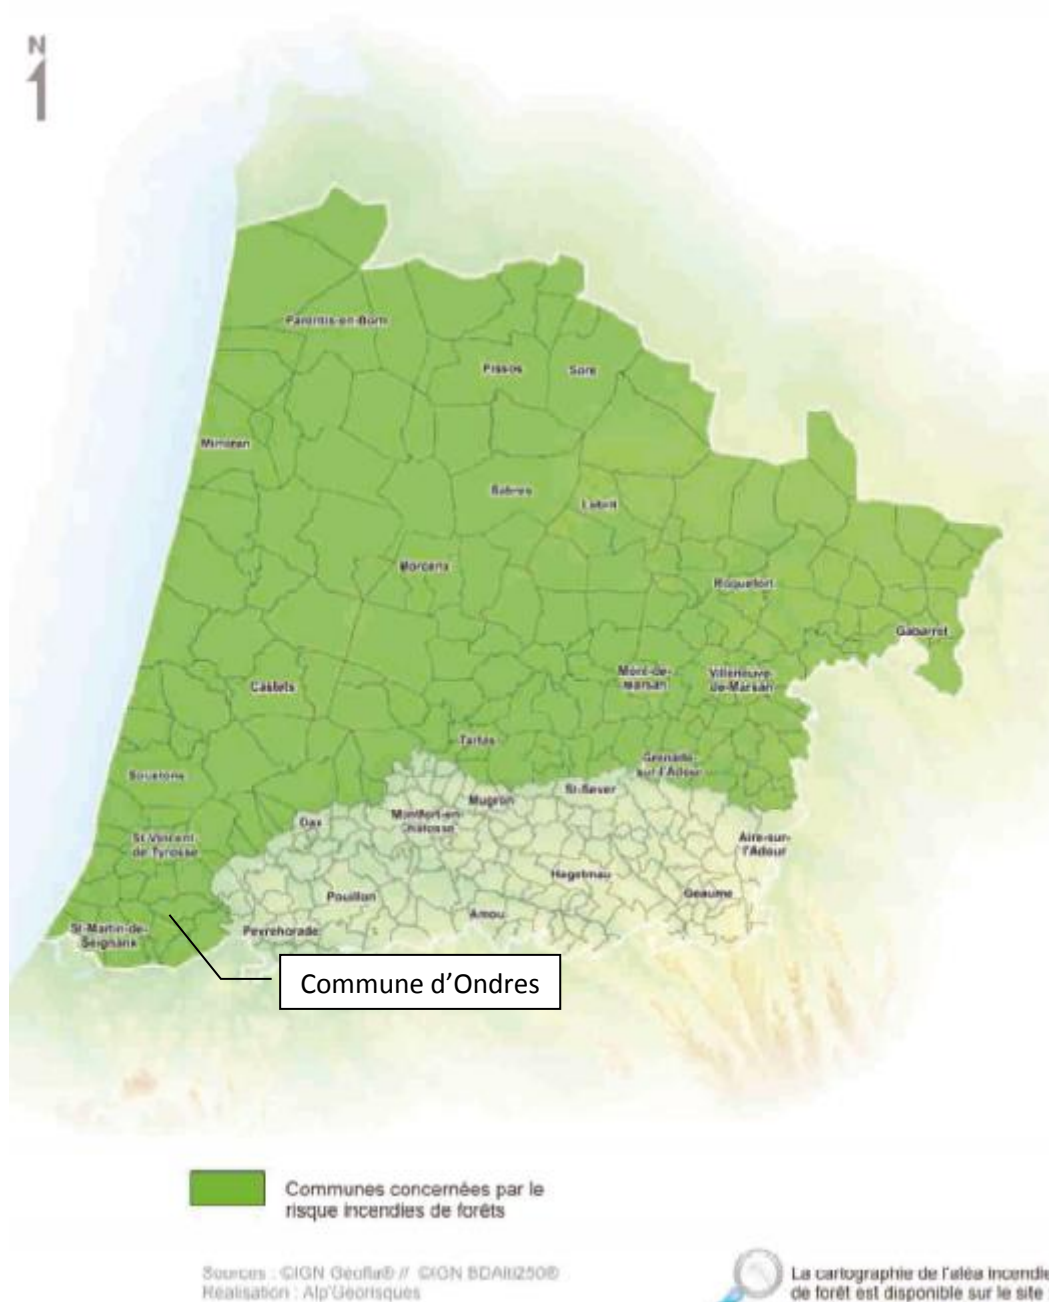 N
Parentis-en-Born
Pissos
Sore
Mimizan
Sabres
Labrit
Morcenx
Roquefort
Gabarret
Castets
Mont-de-
Marsan
Villeneuve
de-Marsan
Tartas
Soustons
Grenade-
sur-l'Adour
St-Sever
Mugron
Montfort-en-
Chalosse
Dax
St-Vincent
de Tyrosse
Aire-sur-
l'Adour
Hagetmau
Geaune
Pouillon
Amou
St-Martin-de-
Seignanx
Peyrehorade
Commune d’Ondres
Communes concernées par le
risque incendies de forêts
Sources : ©IGN Géofla® // ©IGN BDAlti250®
Réalisation : Alp'Géorisques
La cartographie de l'aléa incendie
de forêt est disponible sur le site